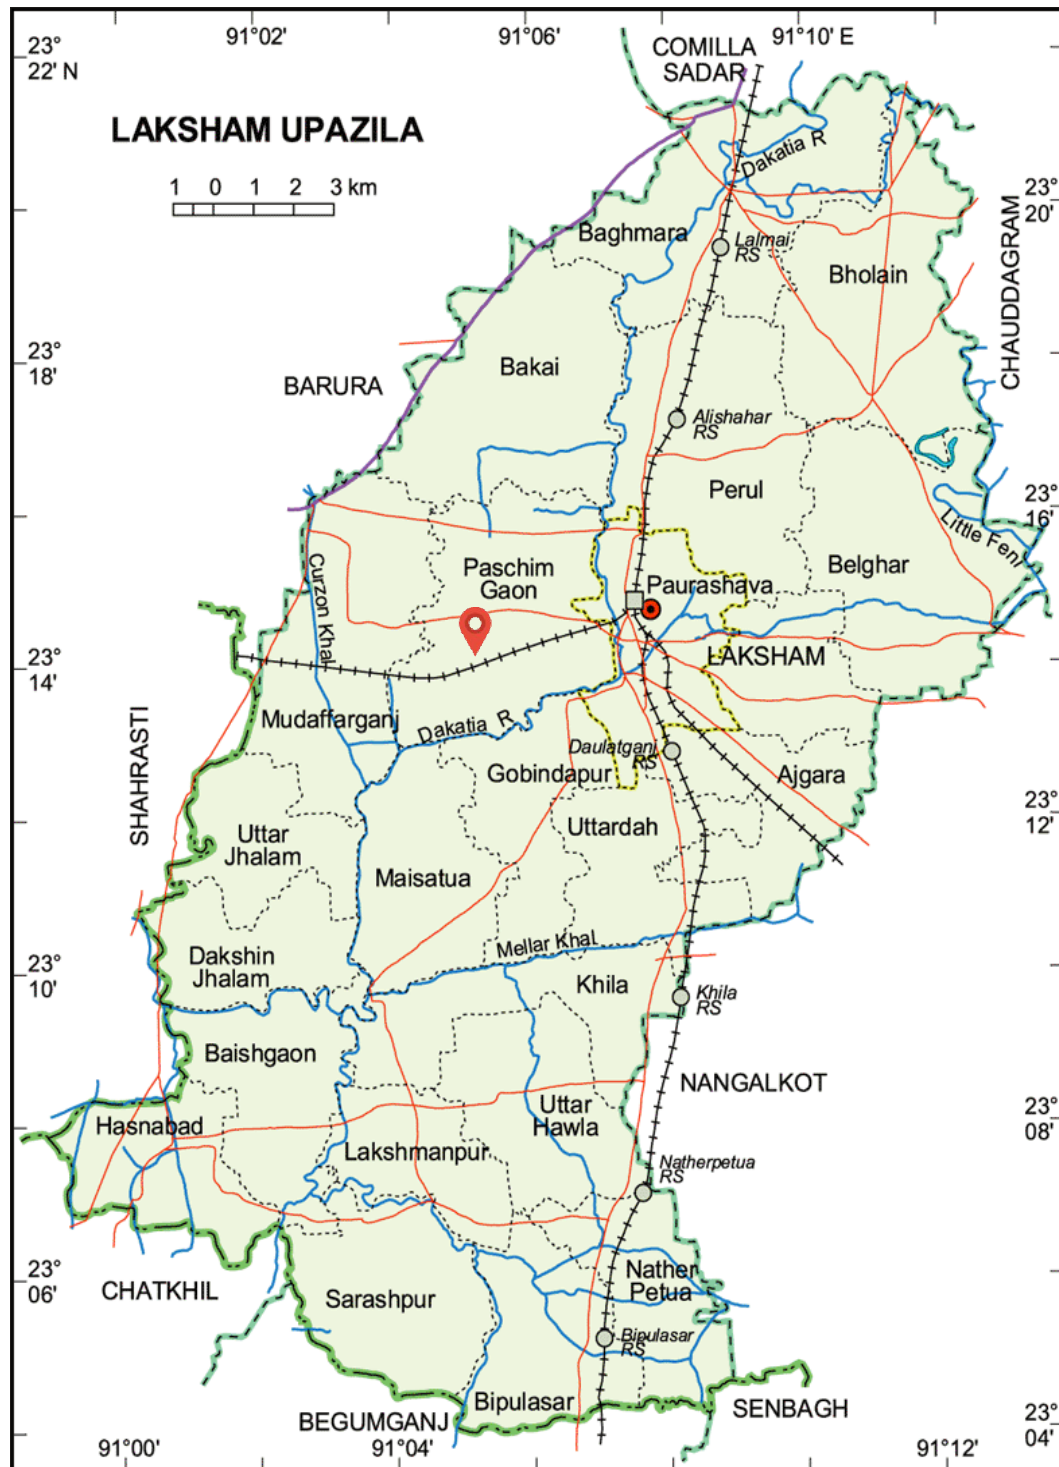 91°02'
91°06'
91°10' E
23°
22' N
COMILLA
SADAR
LAKSHAM UPAZILA
1 0 1 2 3 km
Dakatia R
23°
20'
CHAUDDAGRAM
Baghmara
Lalmai
RS
Bholain
23°
18'
BARURA
Bakai
Alishahar
RS
Perul
23°
16'
Little Feni
Curzon Khal
Paschim
Gaon
Paurashava
Belghar
23°
14'
LAKSHAM
SHAHRASTI
Mudaffarganj
Dakatia R
Daulatganj
RS
Gobindapur
Ajgara
23°
12'
Uttar
Jhalam
Uttardah
Maisatua
Mellar Khal
Dakshin
Jhalam
23°
10'
Khila
Khila
RS
Baishgaon
NANGALKOT
Hasnabad
Uttar
Hawla
23°
08'
Lakshmanpur
Natherpetua
RS
23°
06'
CHATKHIL
Sarashpur
Nather
Petua
Bipulasar
RS
Bipulasar
BEGUMGANJ
SENBAGH
23°
04'
91°00'
91°04'
91°12'